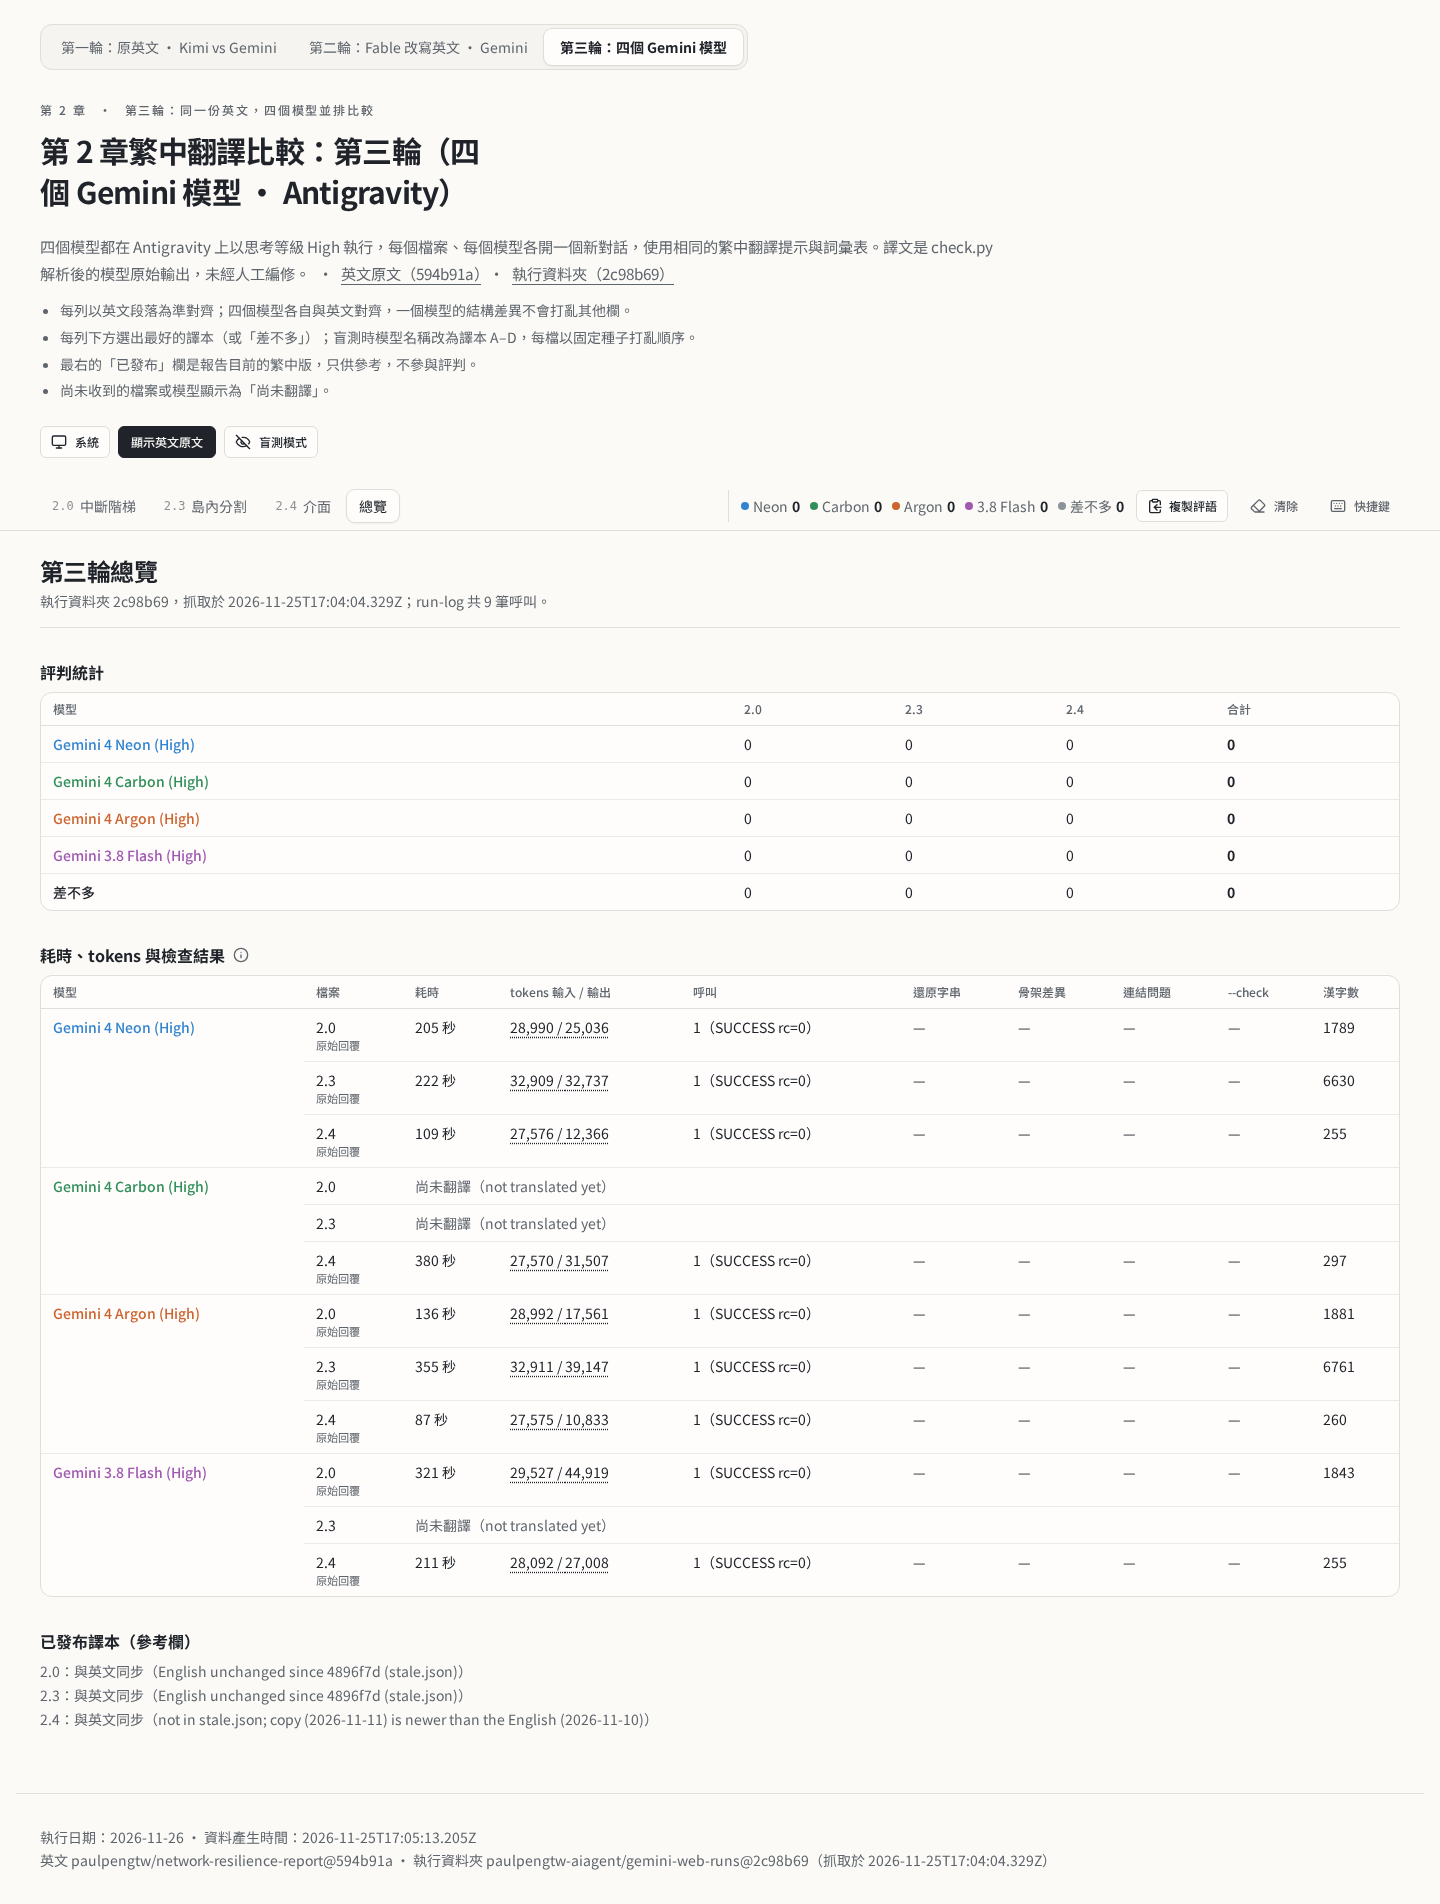 第一輪：原英文 · Kimi vs Gemini　第二輪：Fable 改寫英文 · Gemini　第三輪：四個 Gemini 模型
第 2 章 · 第三輪：同一份英文，四個模型並排比較
第 2 章繁中翻譯比較：第三輪（四
個 Gemini 模型 · Antigravity）
四個模型都在 Antigravity 上以思考等級 High 執行，每個檔案、每個模型各開一個新對話，使用相同的繁中翻譯提示與詞彙表。譯文是 check.py
解析後的模型原始輸出，未經人工編修。 · 英文原文（594b91a） · 執行資料夾（2c98b69）
• 每列以英文段落為準對齊；四個模型各自與英文對齊，一個模型的結構差異不會打亂其他欄。
• 每列下方選出最好的譯本（或「差不多」）；盲測時模型名稱改為譯本 A–D，每檔以固定種子打亂順序。
• 最右的「已發布」欄是報告目前的繁中版，只供參考，不參與評判。
• 尚未收到的檔案或模型顯示為「尚未翻譯」。
系統　顯示英文原文　盲測模式
2.0 中斷階梯　2.3 島內分割　2.4 介面　總覽　Neon 0　Carbon 0　Argon 0　3.8 Flash 0　差不多 0　複製評語　清除　快捷鍵
第三輪總覽
執行資料夾 2c98b69，抓取於 2026-11-25T17:04:04.329Z；run-log 共 9 筆呼叫。
評判統計
模型　2.0　2.3　2.4　合計
Gemini 4 Neon (High)　0　0　0　0
Gemini 4 Carbon (High)　0　0　0　0
Gemini 4 Argon (High)　0　0　0　0
Gemini 3.8 Flash (High)　0　0　0　0
差不多　0　0　0　0
耗時、tokens 與檢查結果
模型　檔案　耗時　tokens 輸入 / 輸出　呼叫　還原字串　骨架差異　連結問題　--check　漢字數
Gemini 4 Neon (High)　2.0　205 秒　28,990 / 25,036　1（SUCCESS rc=0）　—　—　—　—　1789
原始回覆
2.3　222 秒　32,909 / 32,737　1（SUCCESS rc=0）　—　—　—　—　6630
原始回覆
2.4　109 秒　27,576 / 12,366　1（SUCCESS rc=0）　—　—　—　—　255
原始回覆
Gemini 4 Carbon (High)　2.0　尚未翻譯（not translated yet）
2.3　尚未翻譯（not translated yet）
2.4　380 秒　27,570 / 31,507　1（SUCCESS rc=0）　—　—　—　—　297
原始回覆
Gemini 4 Argon (High)　2.0　136 秒　28,992 / 17,561　1（SUCCESS rc=0）　—　—　—　—　1881
原始回覆
2.3　355 秒　32,911 / 39,147　1（SUCCESS rc=0）　—　—　—　—　6761
原始回覆
2.4　87 秒　27,575 / 10,833　1（SUCCESS rc=0）　—　—　—　—　260
原始回覆
Gemini 3.8 Flash (High)　2.0　321 秒　29,527 / 44,919　1（SUCCESS rc=0）　—　—　—　—　1843
原始回覆
2.3　尚未翻譯（not translated yet）
2.4　211 秒　28,092 / 27,008　1（SUCCESS rc=0）　—　—　—　—　255
原始回覆
已發布譯本（參考欄）
2.0：與英文同步（English unchanged since 4896f7d (stale.json)）
2.3：與英文同步（English unchanged since 4896f7d (stale.json)）
2.4：與英文同步（not in stale.json; copy (2026-11-11) is newer than the English (2026-11-10)）
執行日期：2026-11-26 · 資料產生時間：2026-11-25T17:05:13.205Z
英文 paulpengtw/network-resilience-report@594b91a · 執行資料夾 paulpengtw-aiagent/gemini-web-runs@2c98b69（抓取於 2026-11-25T17:04:04.329Z）